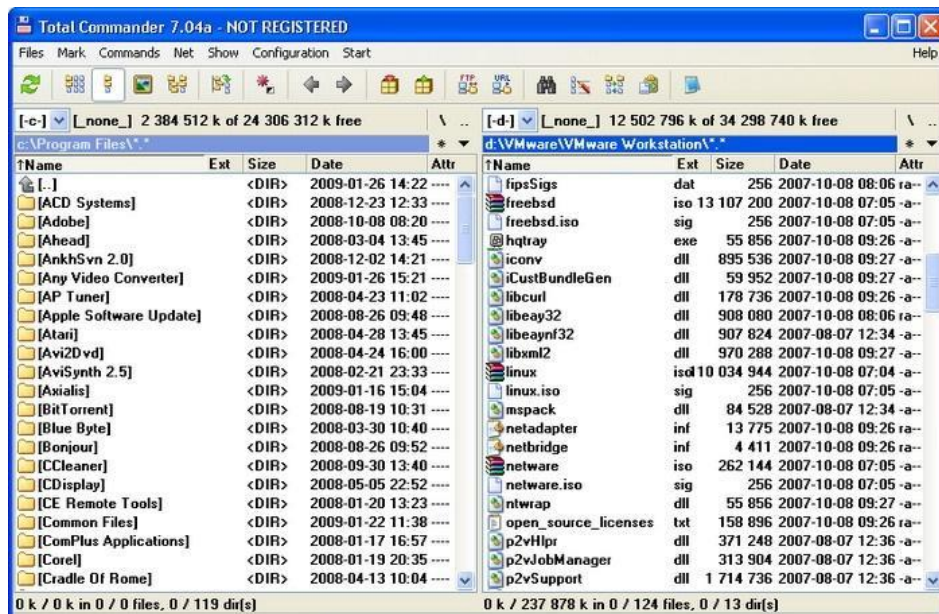 Total Commander 7.04a - NOT REGISTERED
Files Mark Commands Net Show Configuration Start Help
FTP URL
[-c-] [_none_] 2 384 512 k of 24 306 312 k free \ ..
c:\Program Files\*.* * ▼
↑Name Ext Size Date Attr
[..] <DIR> 2009-01-26 14:22 ----
[ACD Systems] <DIR> 2008-12-23 12:33 ----
[Adobe] <DIR> 2008-10-08 08:20 ----
[Ahead] <DIR> 2008-03-04 13:45 ----
[AnkhSvn 2.0] <DIR> 2008-12-02 14:21 ----
[Any Video Converter] <DIR> 2009-01-26 15:21 ----
[AP Tuner] <DIR> 2008-04-23 11:02 ----
[Apple Software Update] <DIR> 2008-08-26 09:48 ----
[Atari] <DIR> 2008-04-28 13:45 ----
[Avi2Dvd] <DIR> 2008-04-24 16:00 ----
[AviSynth 2.5] <DIR> 2008-02-21 23:33 ----
[Axialis] <DIR> 2009-01-16 15:04 ----
[BitTorrent] <DIR> 2008-08-19 10:31 ----
[Blue Byte] <DIR> 2008-03-30 10:40 ----
[Bonjour] <DIR> 2008-08-26 09:52 ----
[CCleaner] <DIR> 2008-09-30 13:40 ----
[CDisplay] <DIR> 2008-05-05 22:52 ----
[CE Remote Tools] <DIR> 2008-01-20 13:23 ----
[Common Files] <DIR> 2009-01-22 11:38 ----
[ComPlus Applications] <DIR> 2008-01-17 16:57 ----
[Corel] <DIR> 2008-01-19 20:35 ----
[Cradle Of Rome] <DIR> 2008-04-13 10:04 ----
0 k / 0 k in 0 / 0 files, 0 / 119 dir(s)
[-d-] [_none_] 12 502 796 k of 34 298 740 k free \ ..
d:\VMware\VMware Workstation\*.* * ▼
↑Name Ext Size Date Attr
fipsSigs dat 256 2007-10-08 08:06 ra--
freebsd iso 13 107 200 2007-10-08 07:05 -a--
freebsd.iso sig 256 2007-10-08 07:05 -a--
hqtray exe 55 856 2007-10-08 09:26 -a--
iconv dll 895 536 2007-10-08 09:27 -a--
iCustBundleGen dll 59 952 2007-10-08 09:27 -a--
libcurl dll 178 736 2007-10-08 09:26 -a--
libeay32 dll 908 080 2007-10-08 08:06 ra--
libeaynf32 dll 907 824 2007-08-07 12:34 -a--
libxml2 dll 970 288 2007-10-08 09:27 -a--
linux iso 110 034 944 2007-10-08 07:04 -a--
linux.iso sig 256 2007-10-08 07:05 -a--
mspack dll 84 528 2007-08-07 12:34 -a--
netadapter inf 13 775 2007-10-08 09:26 ra--
netbridge inf 4 411 2007-10-08 09:26 ra--
netware iso 262 144 2007-10-08 07:05 -a--
netware.iso sig 256 2007-10-08 07:05 -a--
ntwrap dll 55 856 2007-10-08 09:27 -a--
open_source_licenses txt 158 896 2007-10-08 09:26 ra--
p2vHlpr dll 371 248 2007-08-07 12:36 -a--
p2vJobManager dll 313 904 2007-08-07 12:36 -a--
p2vSupport dll 1 714 736 2007-08-07 12:36 -a--
0 k / 237 878 k in 0 / 124 files, 0 / 13 dir(s)